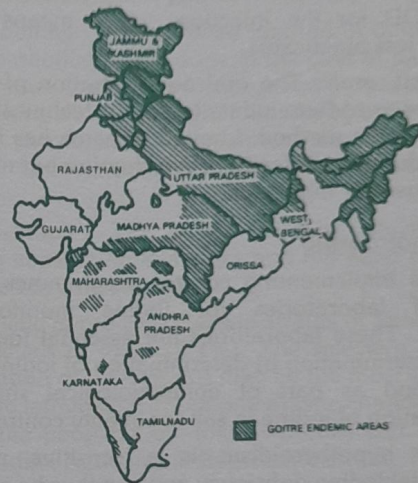 JAMMU &
KASHMIR
PUNJAB
RAJASTHAN
UTTAR PRADESH
GUJARAT
MADHYA PRADESH
WEST
BENGAL
ORISSA
MAHARASHTRA
ANDHRA
PRADESH
KARNATAKA
TAMILNADU
GOITRE ENDEMIC AREAS